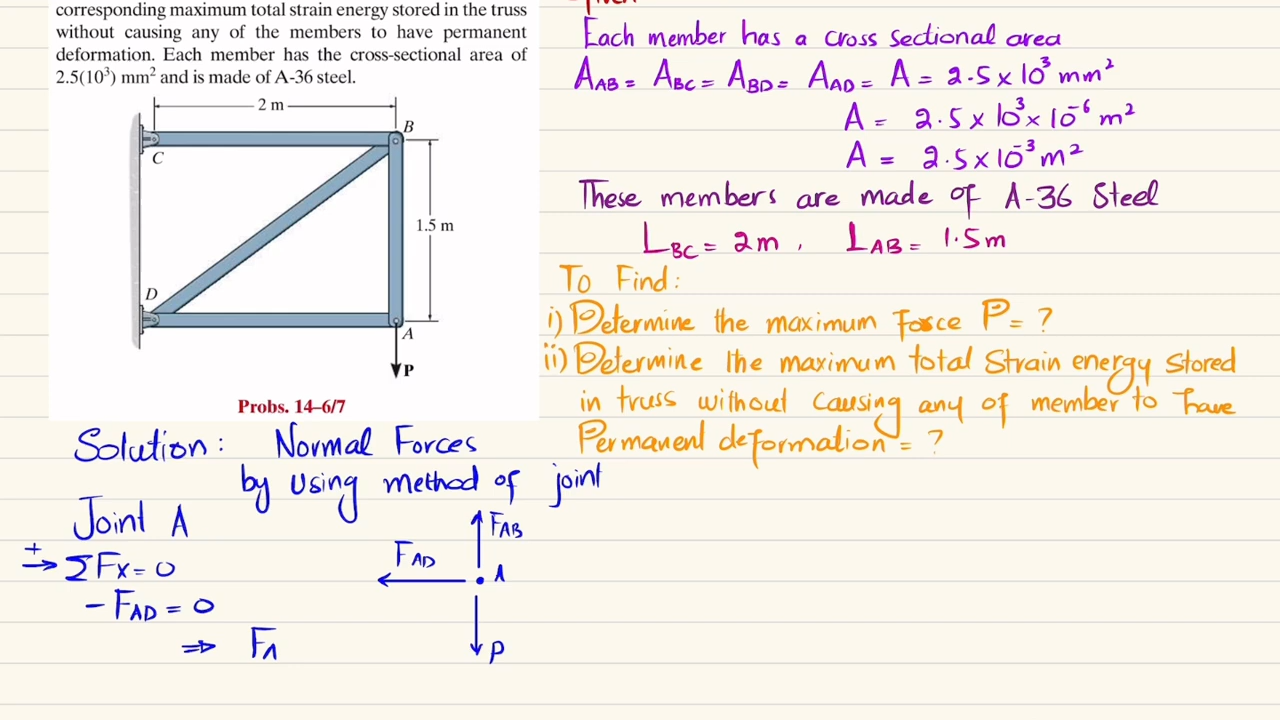 corresponding maximum total strain energy stored in the truss
without causing any of the members to have permanent
deformation. Each member has the cross-sectional area of
2.5(10³) mm² and is made of A-36 steel.
2 m
B
C
1.5 m
D
A
P
Probs. 14–6/7
Each member has a cross sectional area
A_AB = A_BC = A_BD = A_AD = A = 2.5 × 10³ mm²
A = 2.5 × 10³ × 10⁻⁶ m²
A = 2.5 × 10⁻³ m²
These members are made of A-36 Steel
L_BC = 2m , L_AB = 1.5m
To Find:
i) Determine the maximum Force P = ?
ii) Determine the maximum total Strain energy stored
in truss without causing any of member to have
Permanent deformation = ?
Solution: Normal Forces
by using method of joint
Joint A
+→ ΣFx = 0
- F_AD = 0
⇒ FA
F_AB
F_AD
A
P